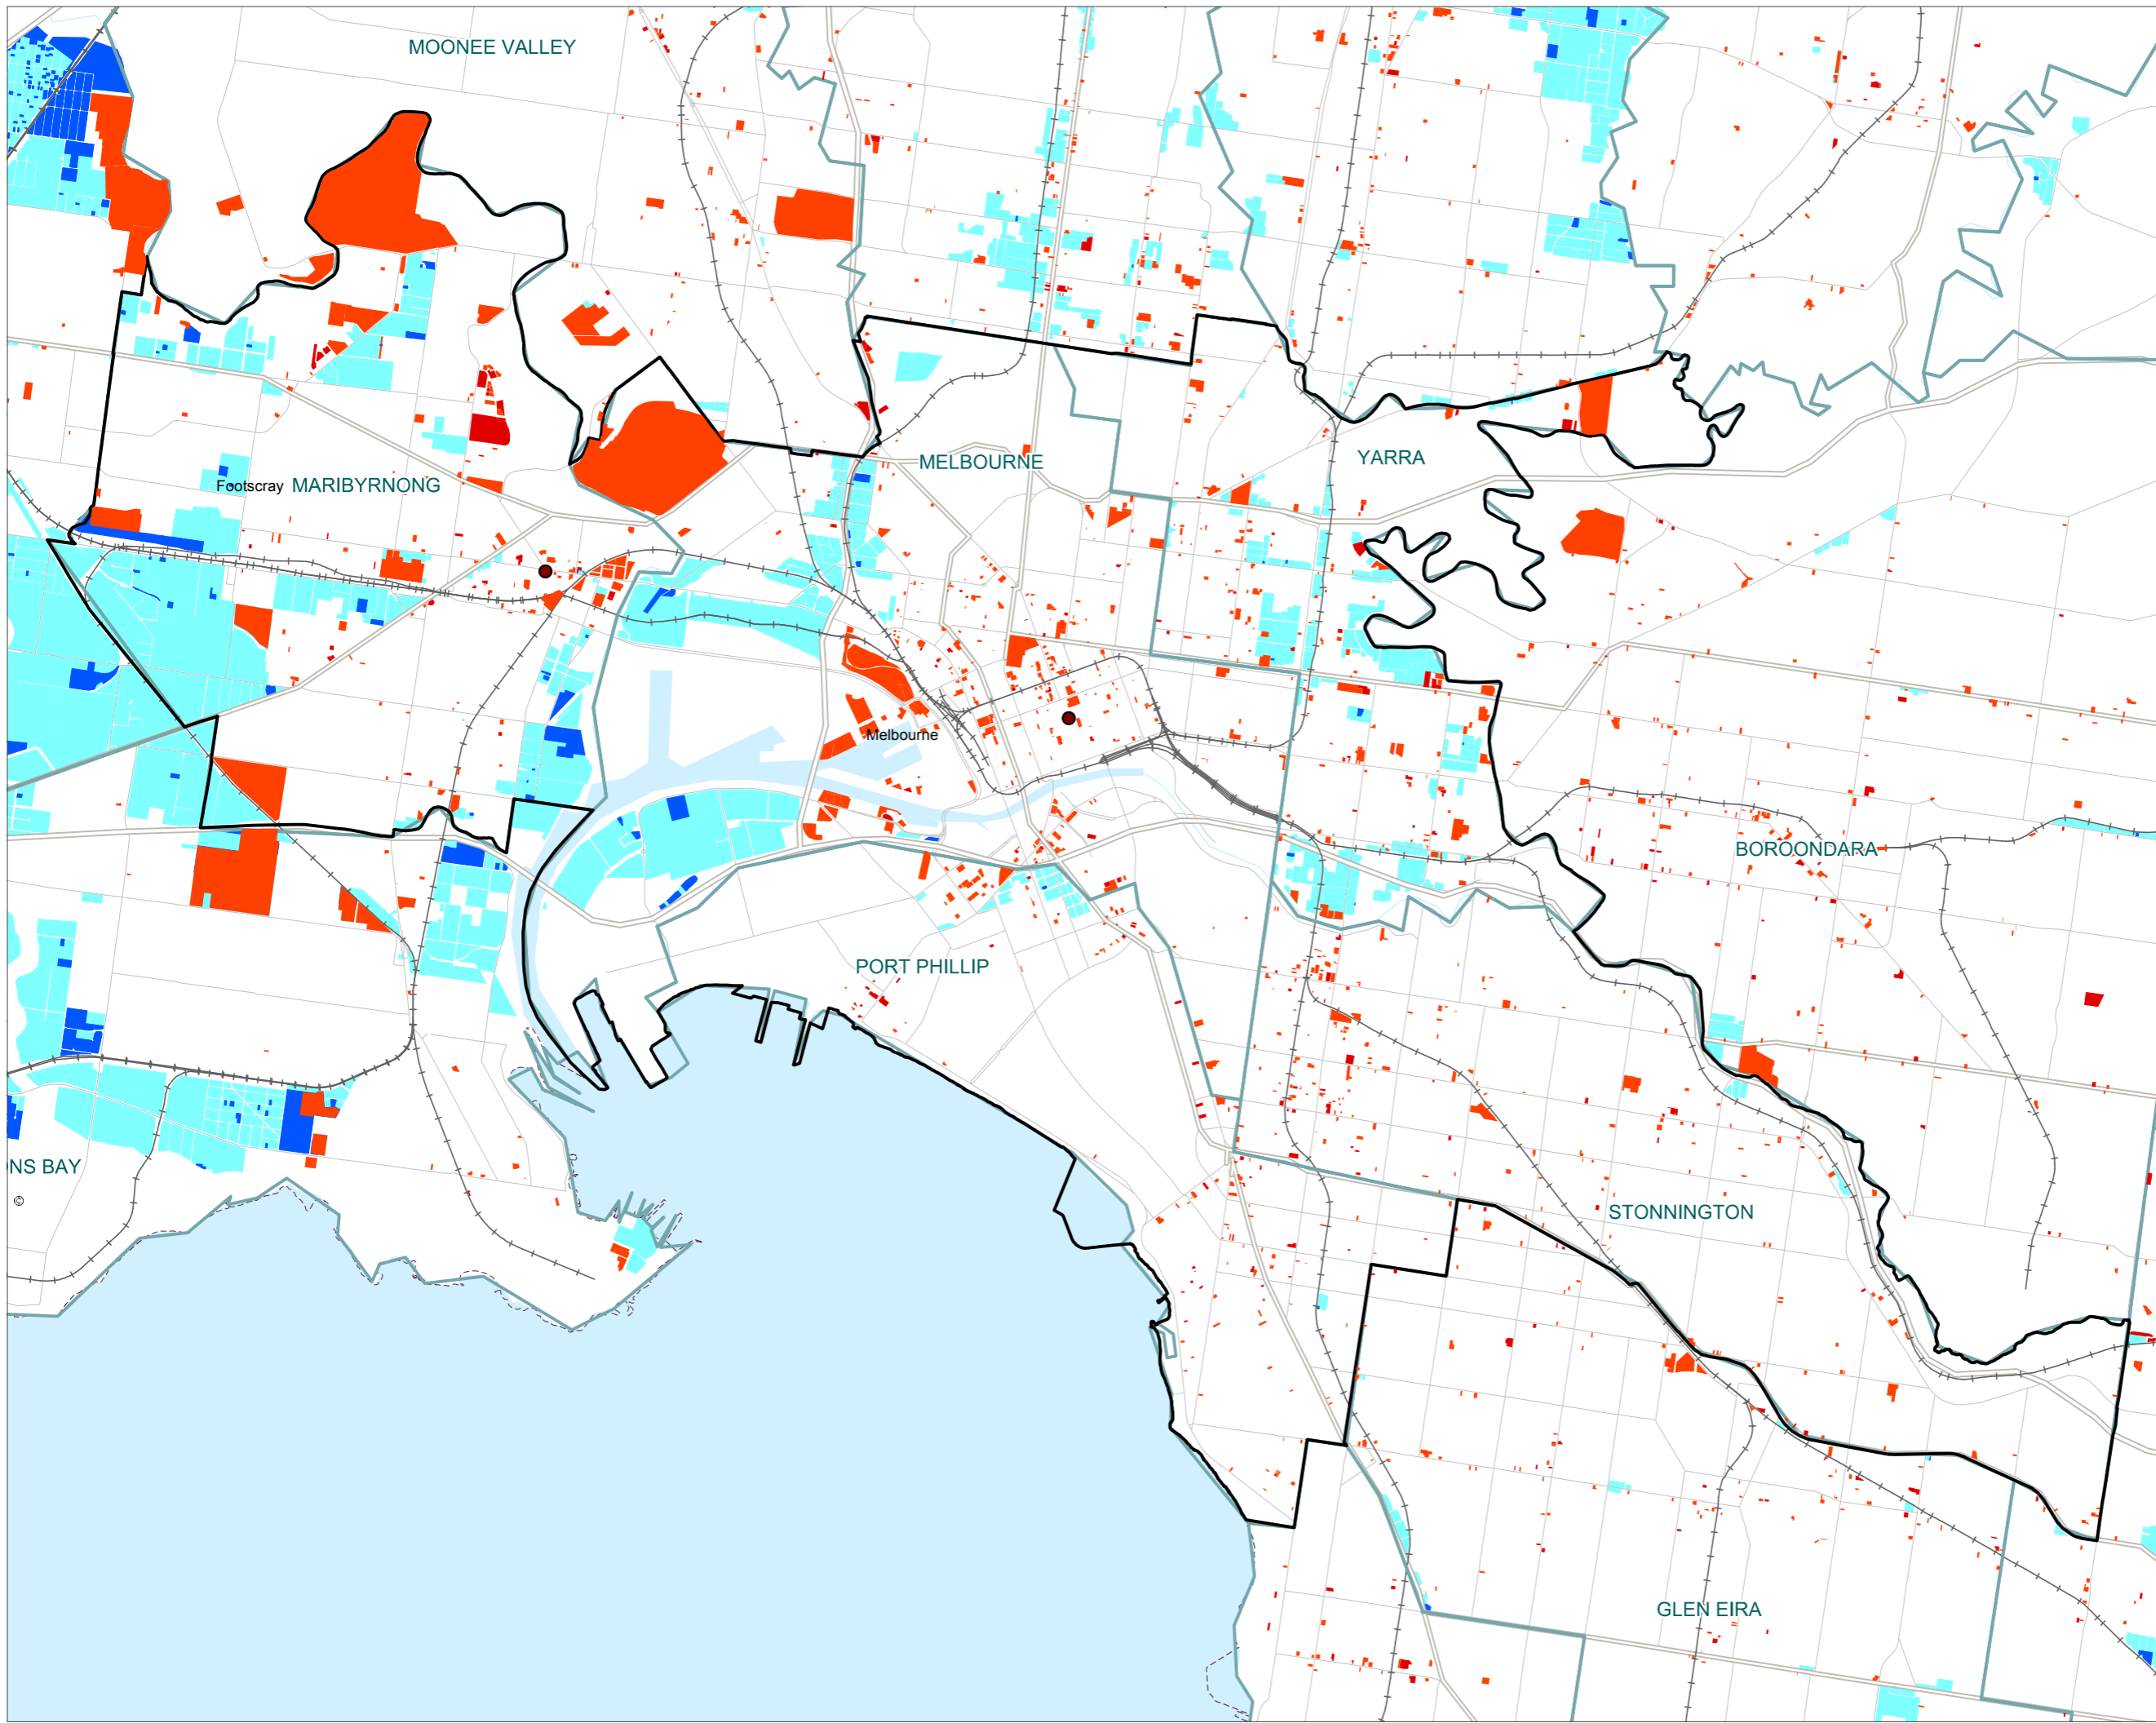 MOONEE VALLEY
MELBOURNE
YARRA
Footscray MARIBYRNONG
Melbourne
BOROONDARA
PORT PHILLIP
NS BAY
©
STONNINGTON
GLEN EIRA